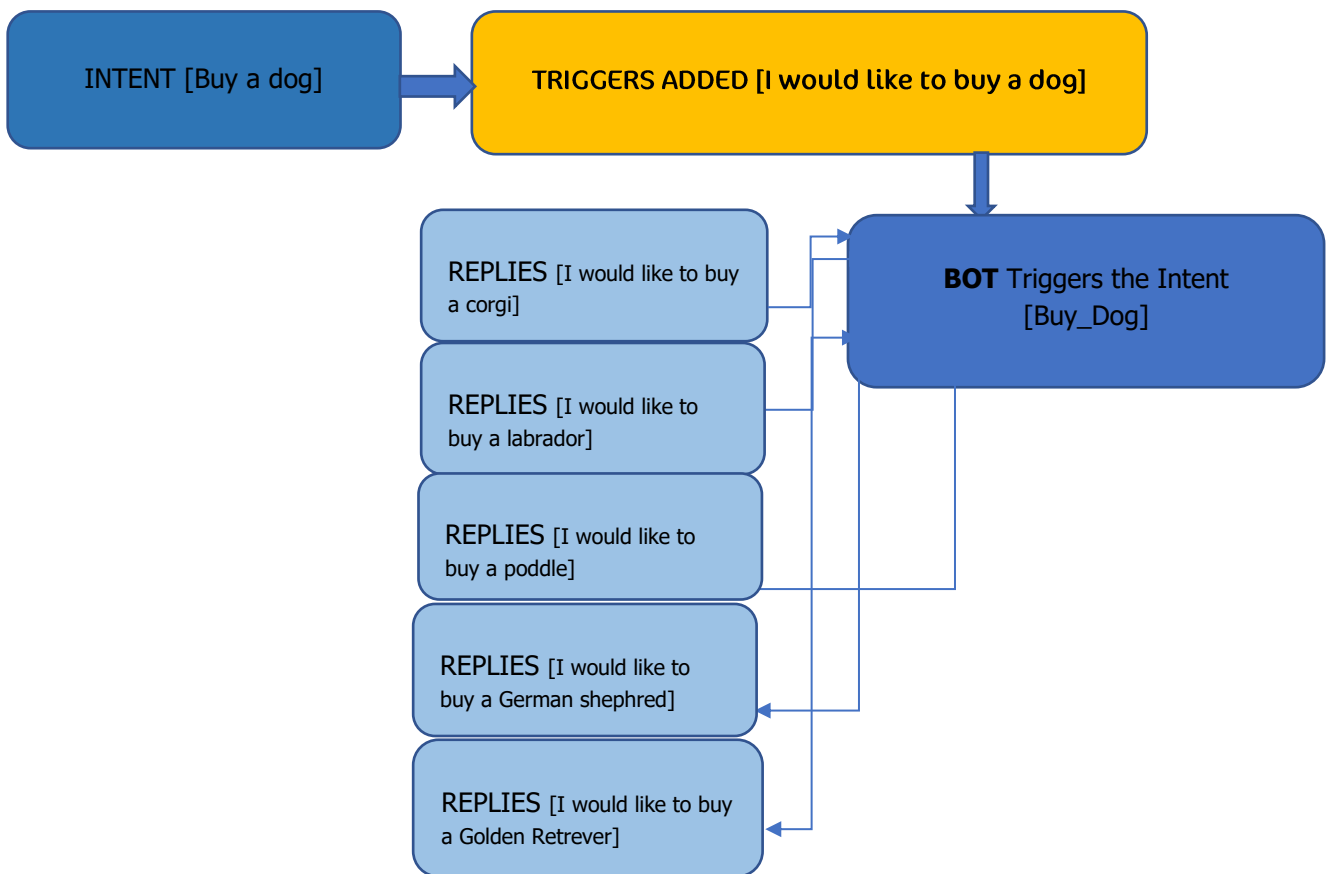 INTENT [Buy a dog]
TRIGGERS ADDED [I would like to buy a dog]
REPLIES [I would like to buy
a corgi]
BOT Triggers the Intent
[Buy_Dog]
REPLIES [I would like to
buy a labrador]
REPLIES [I would like to
buy a poddle]
REPLIES [I would like to
buy a German shephred]
REPLIES [I would like to buy
a Golden Retrever]